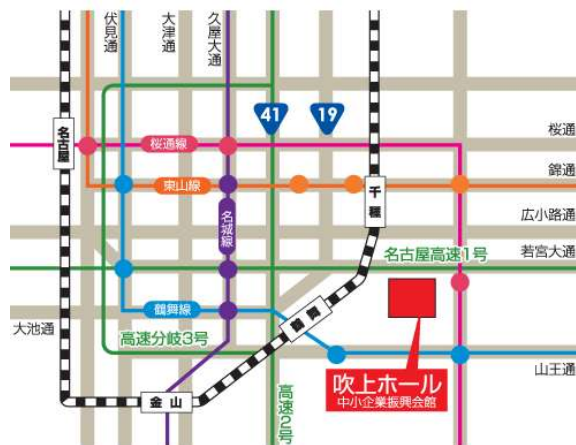 伏見通
大津通
久屋大通
41
19
名古屋
桜通線
桜通
東山線
錦通
千種
名城線
広小路通
名古屋高速1号
若宮大通
鶴舞線
大池通
鶴舞
高速分岐3号
吹上ホール
中小企業振興会館
山王通
金山
高速2号